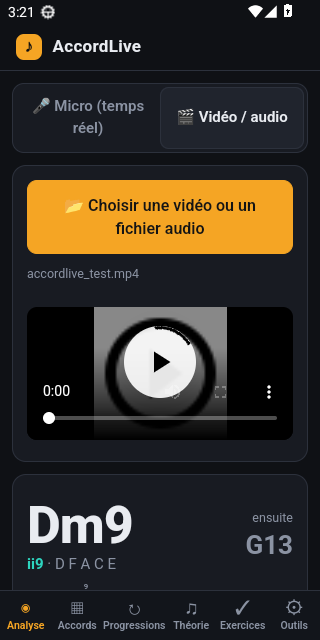 3:21
AccordLive
Micro (temps
réel)
Vidéo / audio
Choisir une vidéo ou un
fichier audio
accordlive_test.mp4
0:00
Dm9
ensuite
ii9 · D F A C E
G13
9
Analyse
Accords
Progressions
Théorie
Exercices
Outils